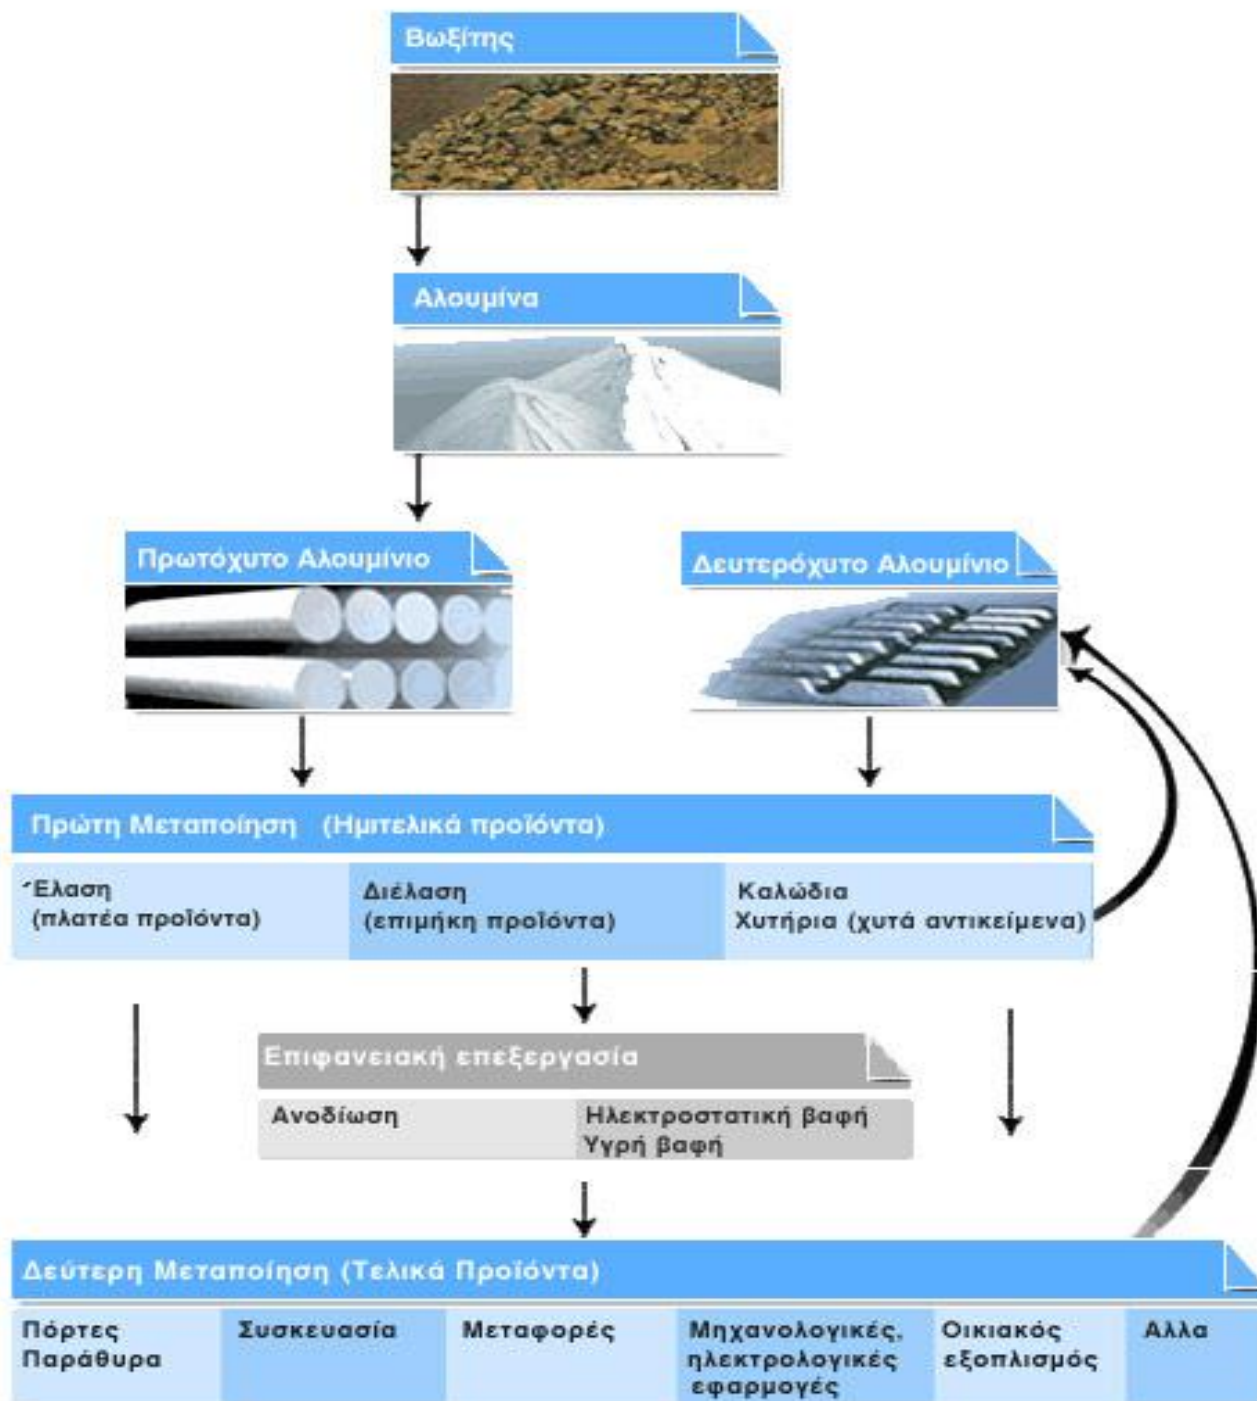 Βωξίτης
Αλουμίνα
Πρωτόχυτο Αλουμίνιο
Δευτερόχυτο Αλουμίνιο
Πρώτη Μεταποίηση (Ημιτελικά προϊόντα)
Έλαση
(πλατέα προϊόντα)
Διέλαση
(επιμήκη προϊόντα)
Καλώδια
Χυτήρια (χυτά αντικείμενα)
Επιφανειακή επεξεργασία
Ανοδίωση
Ηλεκτροστατική βαφή
Υγρή βαφή
Δεύτερη Μεταποίηση (Τελικά Προϊόντα)
Πόρτες
Παράθυρα
Συσκευασία
Μεταφορές
Μηχανολογικές,
ηλεκτρολογικές
εφαρμογές
Οικιακός
εξοπλισμός
Αλλα